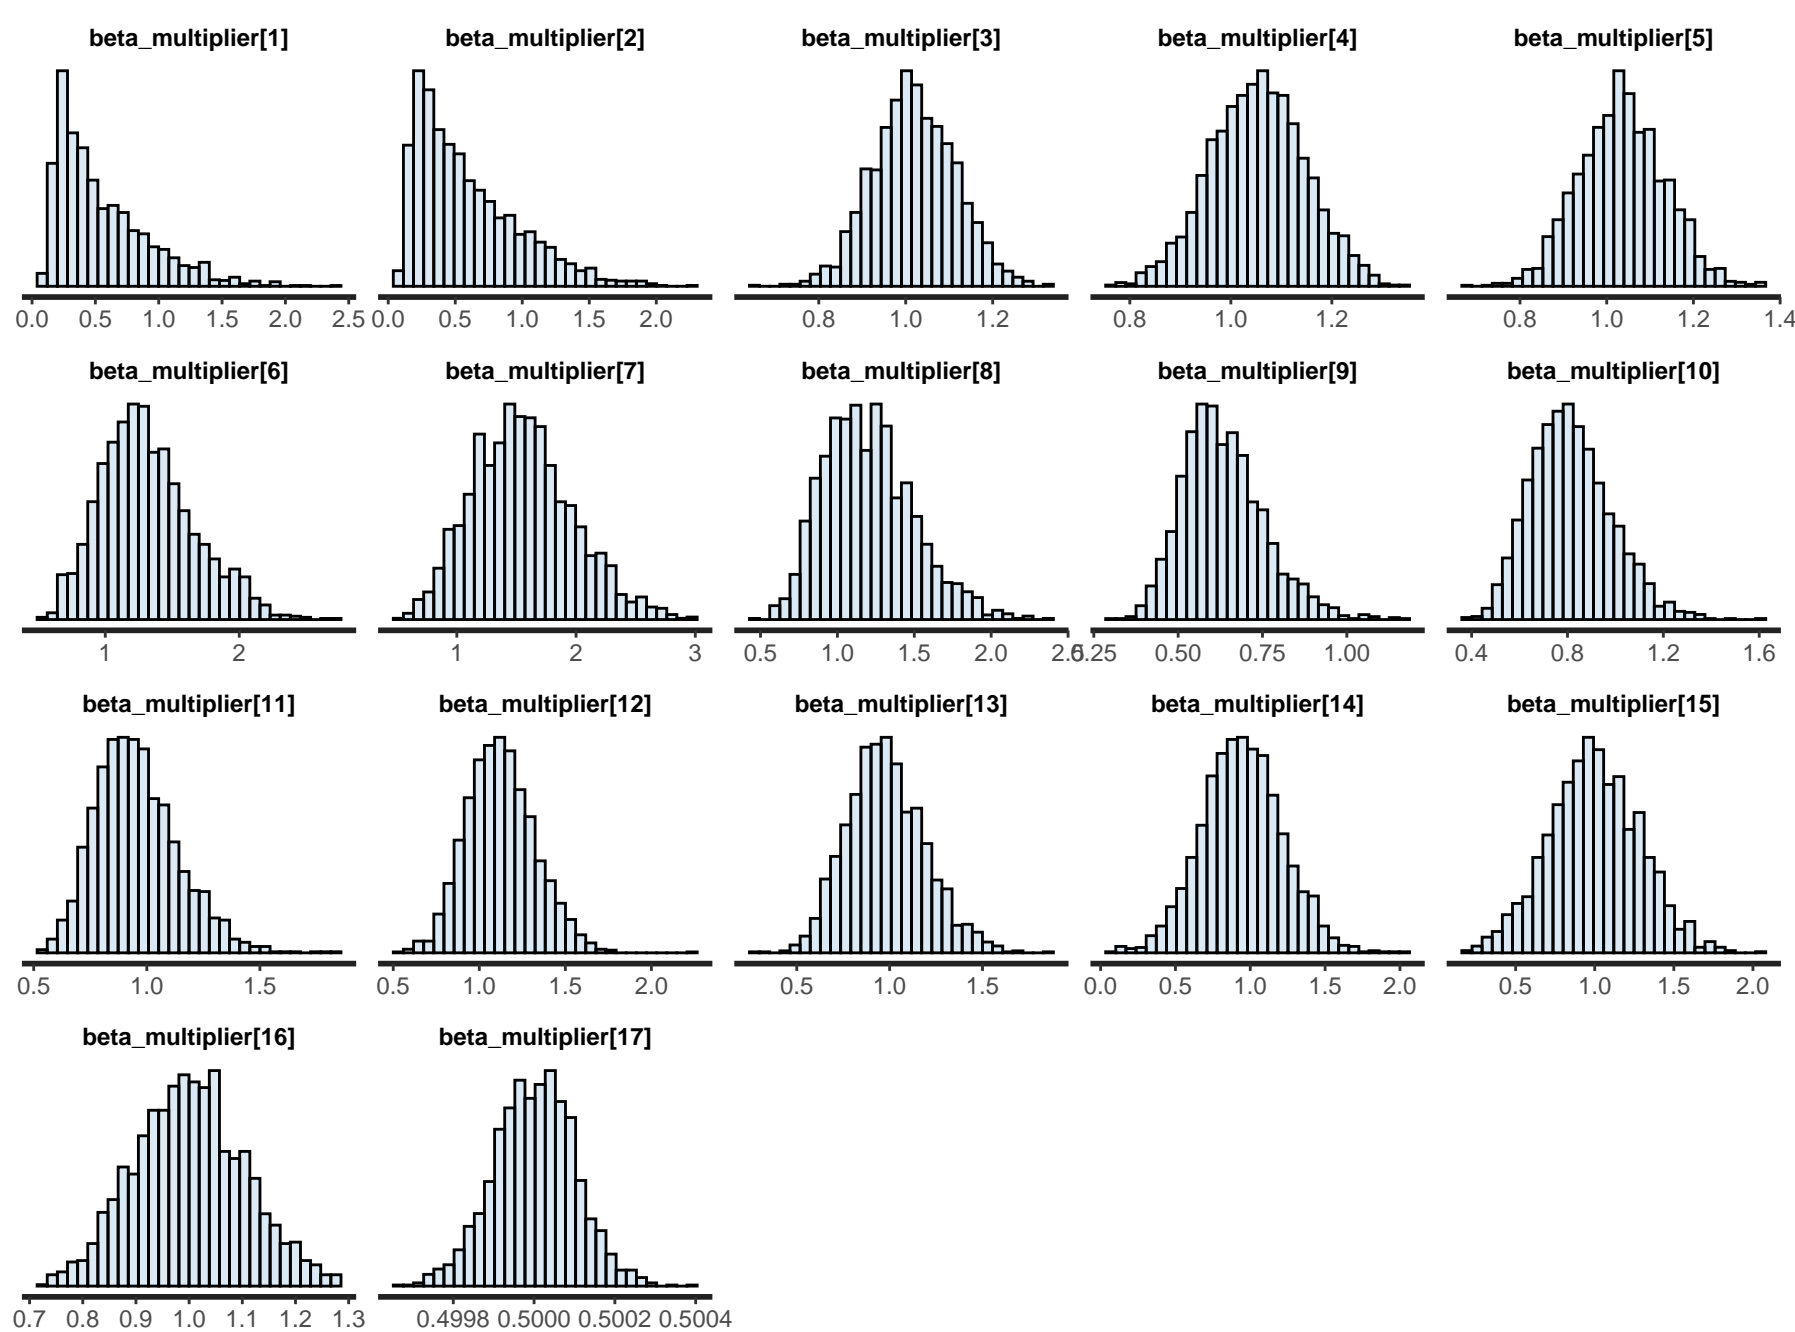 beta_multiplier[1] beta_multiplier[2] beta_multiplier[3] beta_multiplier[4] beta_multiplier[5]
0.0 0.5 1.0 1.5 2.0 2.5 0.0 0.5 1.0 1.5 2.0 0.8 1.0 1.2 0.8 1.0 1.2 0.8 1.0 1.2 1.4
beta_multiplier[6] beta_multiplier[7] beta_multiplier[8] beta_multiplier[9] beta_multiplier[10]
1 2 1 2 3 0.5 1.0 1.5 2.0 2.5 0.25 0.50 0.75 1.00 0.4 0.8 1.2 1.6
beta_multiplier[11] beta_multiplier[12] beta_multiplier[13] beta_multiplier[14] beta_multiplier[15]
0.5 1.0 1.5 0.5 1.0 1.5 2.0 0.5 1.0 1.5 0.0 0.5 1.0 1.5 2.0 0.5 1.0 1.5 2.0
beta_multiplier[16] beta_multiplier[17]
0.7 0.8 0.9 1.0 1.1 1.2 1.3 0.4998 0.5000 0.5002 0.5004